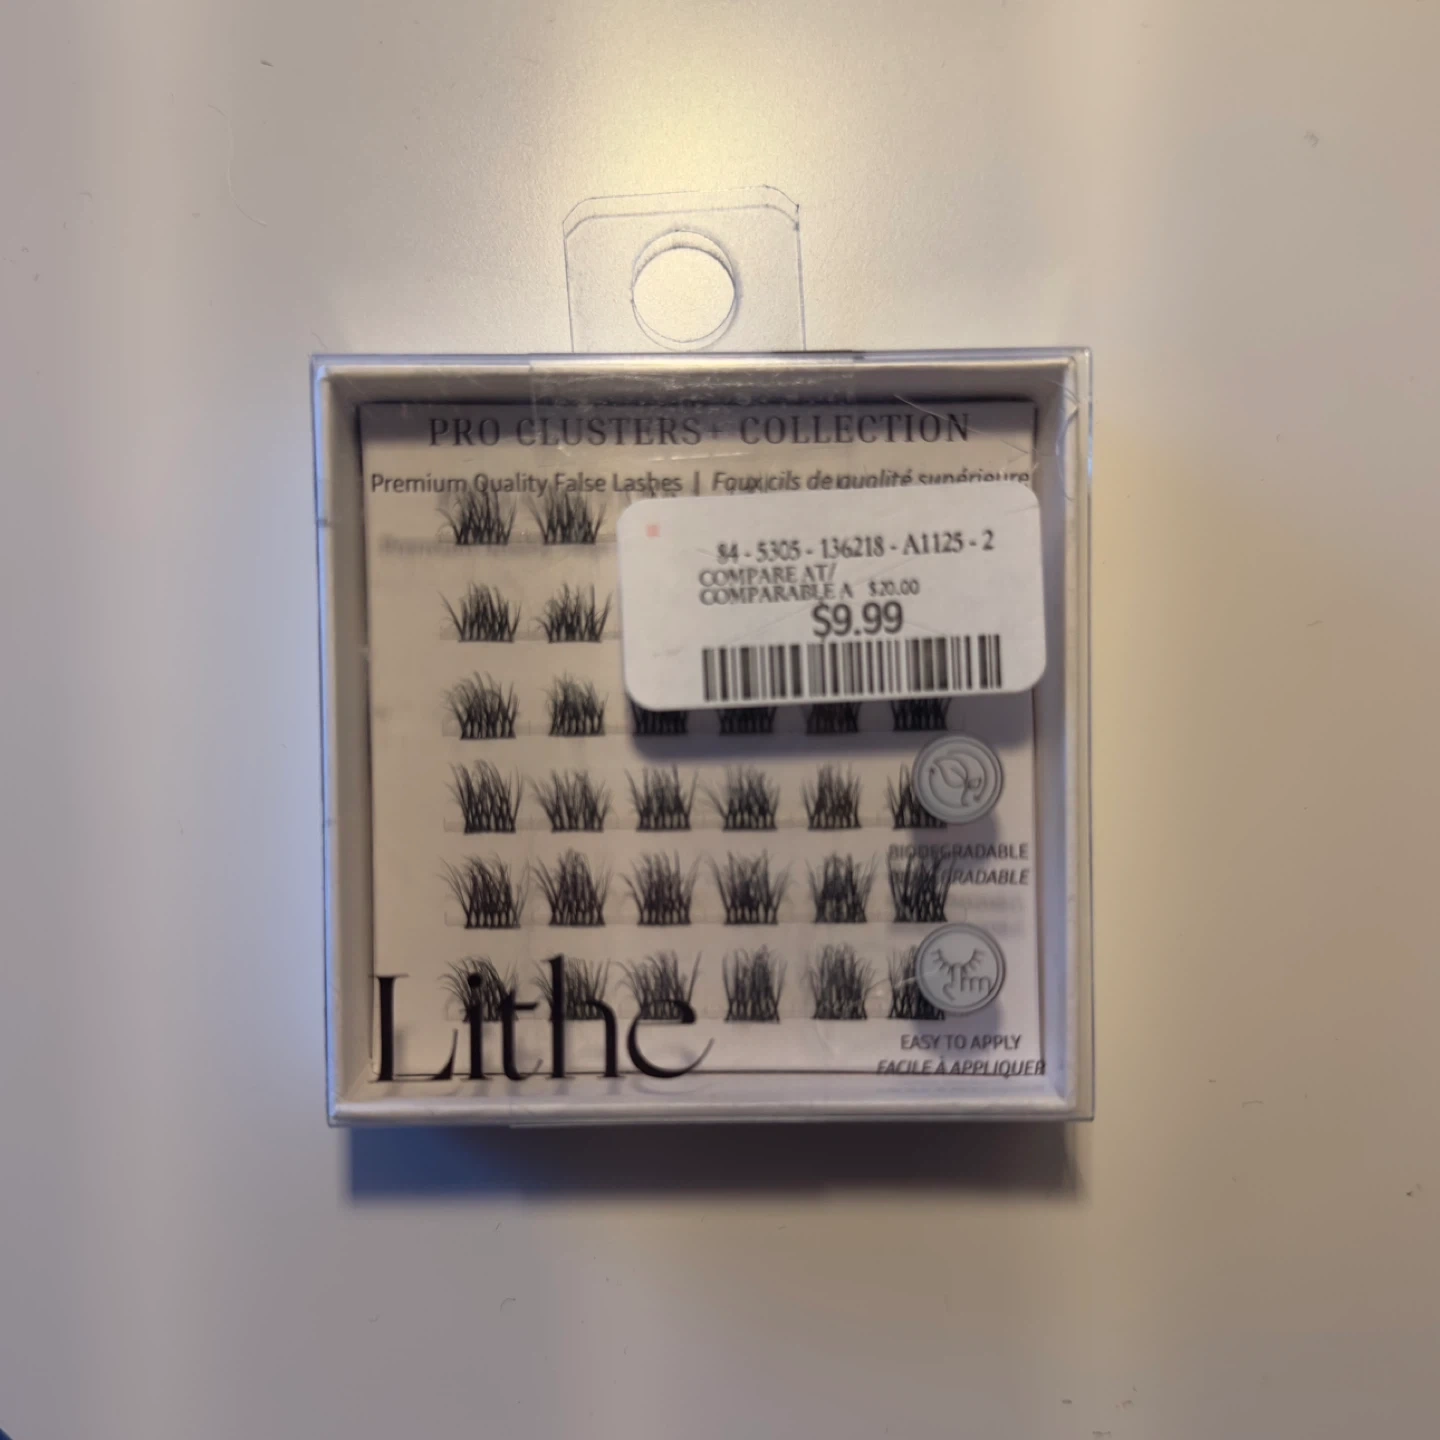 PRO CLUSTERS+ COLLECTION
Premium Quality False Lashes | Faux cils de qualité supérieure
84 - 5305 - 136218 - A1125 - 2
COMPARE AT/
COMPARABLE A $20.00
$9.99
BIODEGRADABLE
Lithe
EASY TO APPLY
FACILE À APPLIQUER